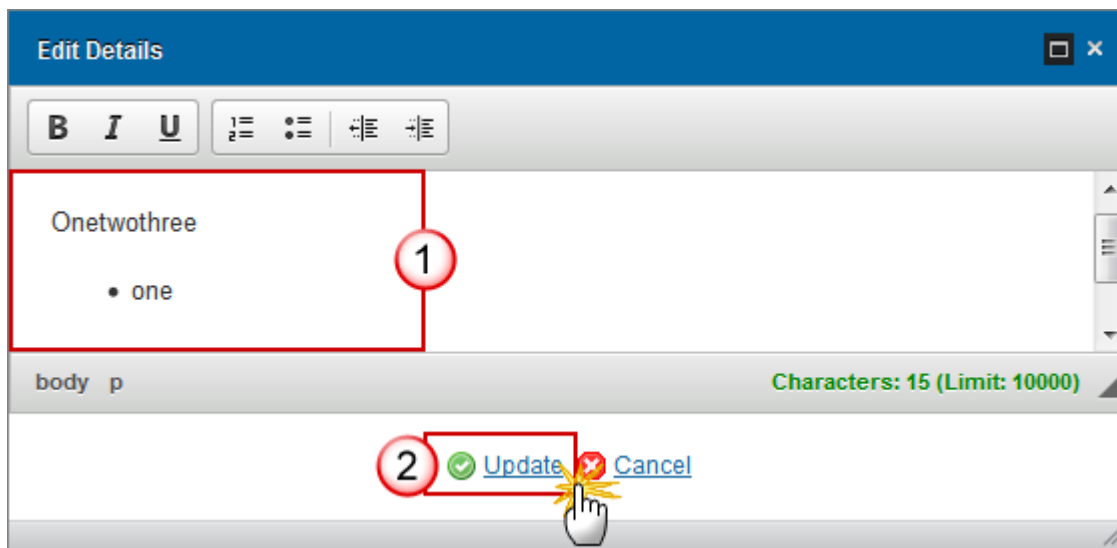 Edit Details
B I U
Onetwothree
• one
1
body p Characters: 15 (Limit: 10000)
2 Update Cancel